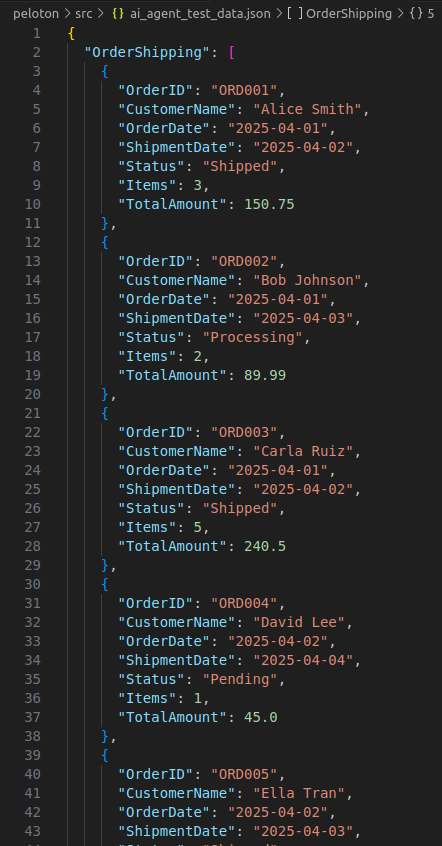 peloton > src > {} ai_agent_test_data.json > [ ] OrderShipping > {} 5
1 {
2 "OrderShipping": [
3 {
4 "OrderID": "ORD001",
5 "CustomerName": "Alice Smith",
6 "OrderDate": "2025-04-01",
7 "ShipmentDate": "2025-04-02",
8 "Status": "Shipped",
9 "Items": 3,
10 "TotalAmount": 150.75
11 },
12 {
13 "OrderID": "ORD002",
14 "CustomerName": "Bob Johnson",
15 "OrderDate": "2025-04-01",
16 "ShipmentDate": "2025-04-03",
17 "Status": "Processing",
18 "Items": 2,
19 "TotalAmount": 89.99
20 },
21 {
22 "OrderID": "ORD003",
23 "CustomerName": "Carla Ruiz",
24 "OrderDate": "2025-04-01",
25 "ShipmentDate": "2025-04-02",
26 "Status": "Shipped",
27 "Items": 5,
28 "TotalAmount": 240.5
29 },
30 {
31 "OrderID": "ORD004",
32 "CustomerName": "David Lee",
33 "OrderDate": "2025-04-02",
34 "ShipmentDate": "2025-04-04",
35 "Status": "Pending",
36 "Items": 1,
37 "TotalAmount": 45.0
38 },
39 {
40 "OrderID": "ORD005",
41 "CustomerName": "Ella Tran",
42 "OrderDate": "2025-04-02",
43 "ShipmentDate": "2025-04-03",